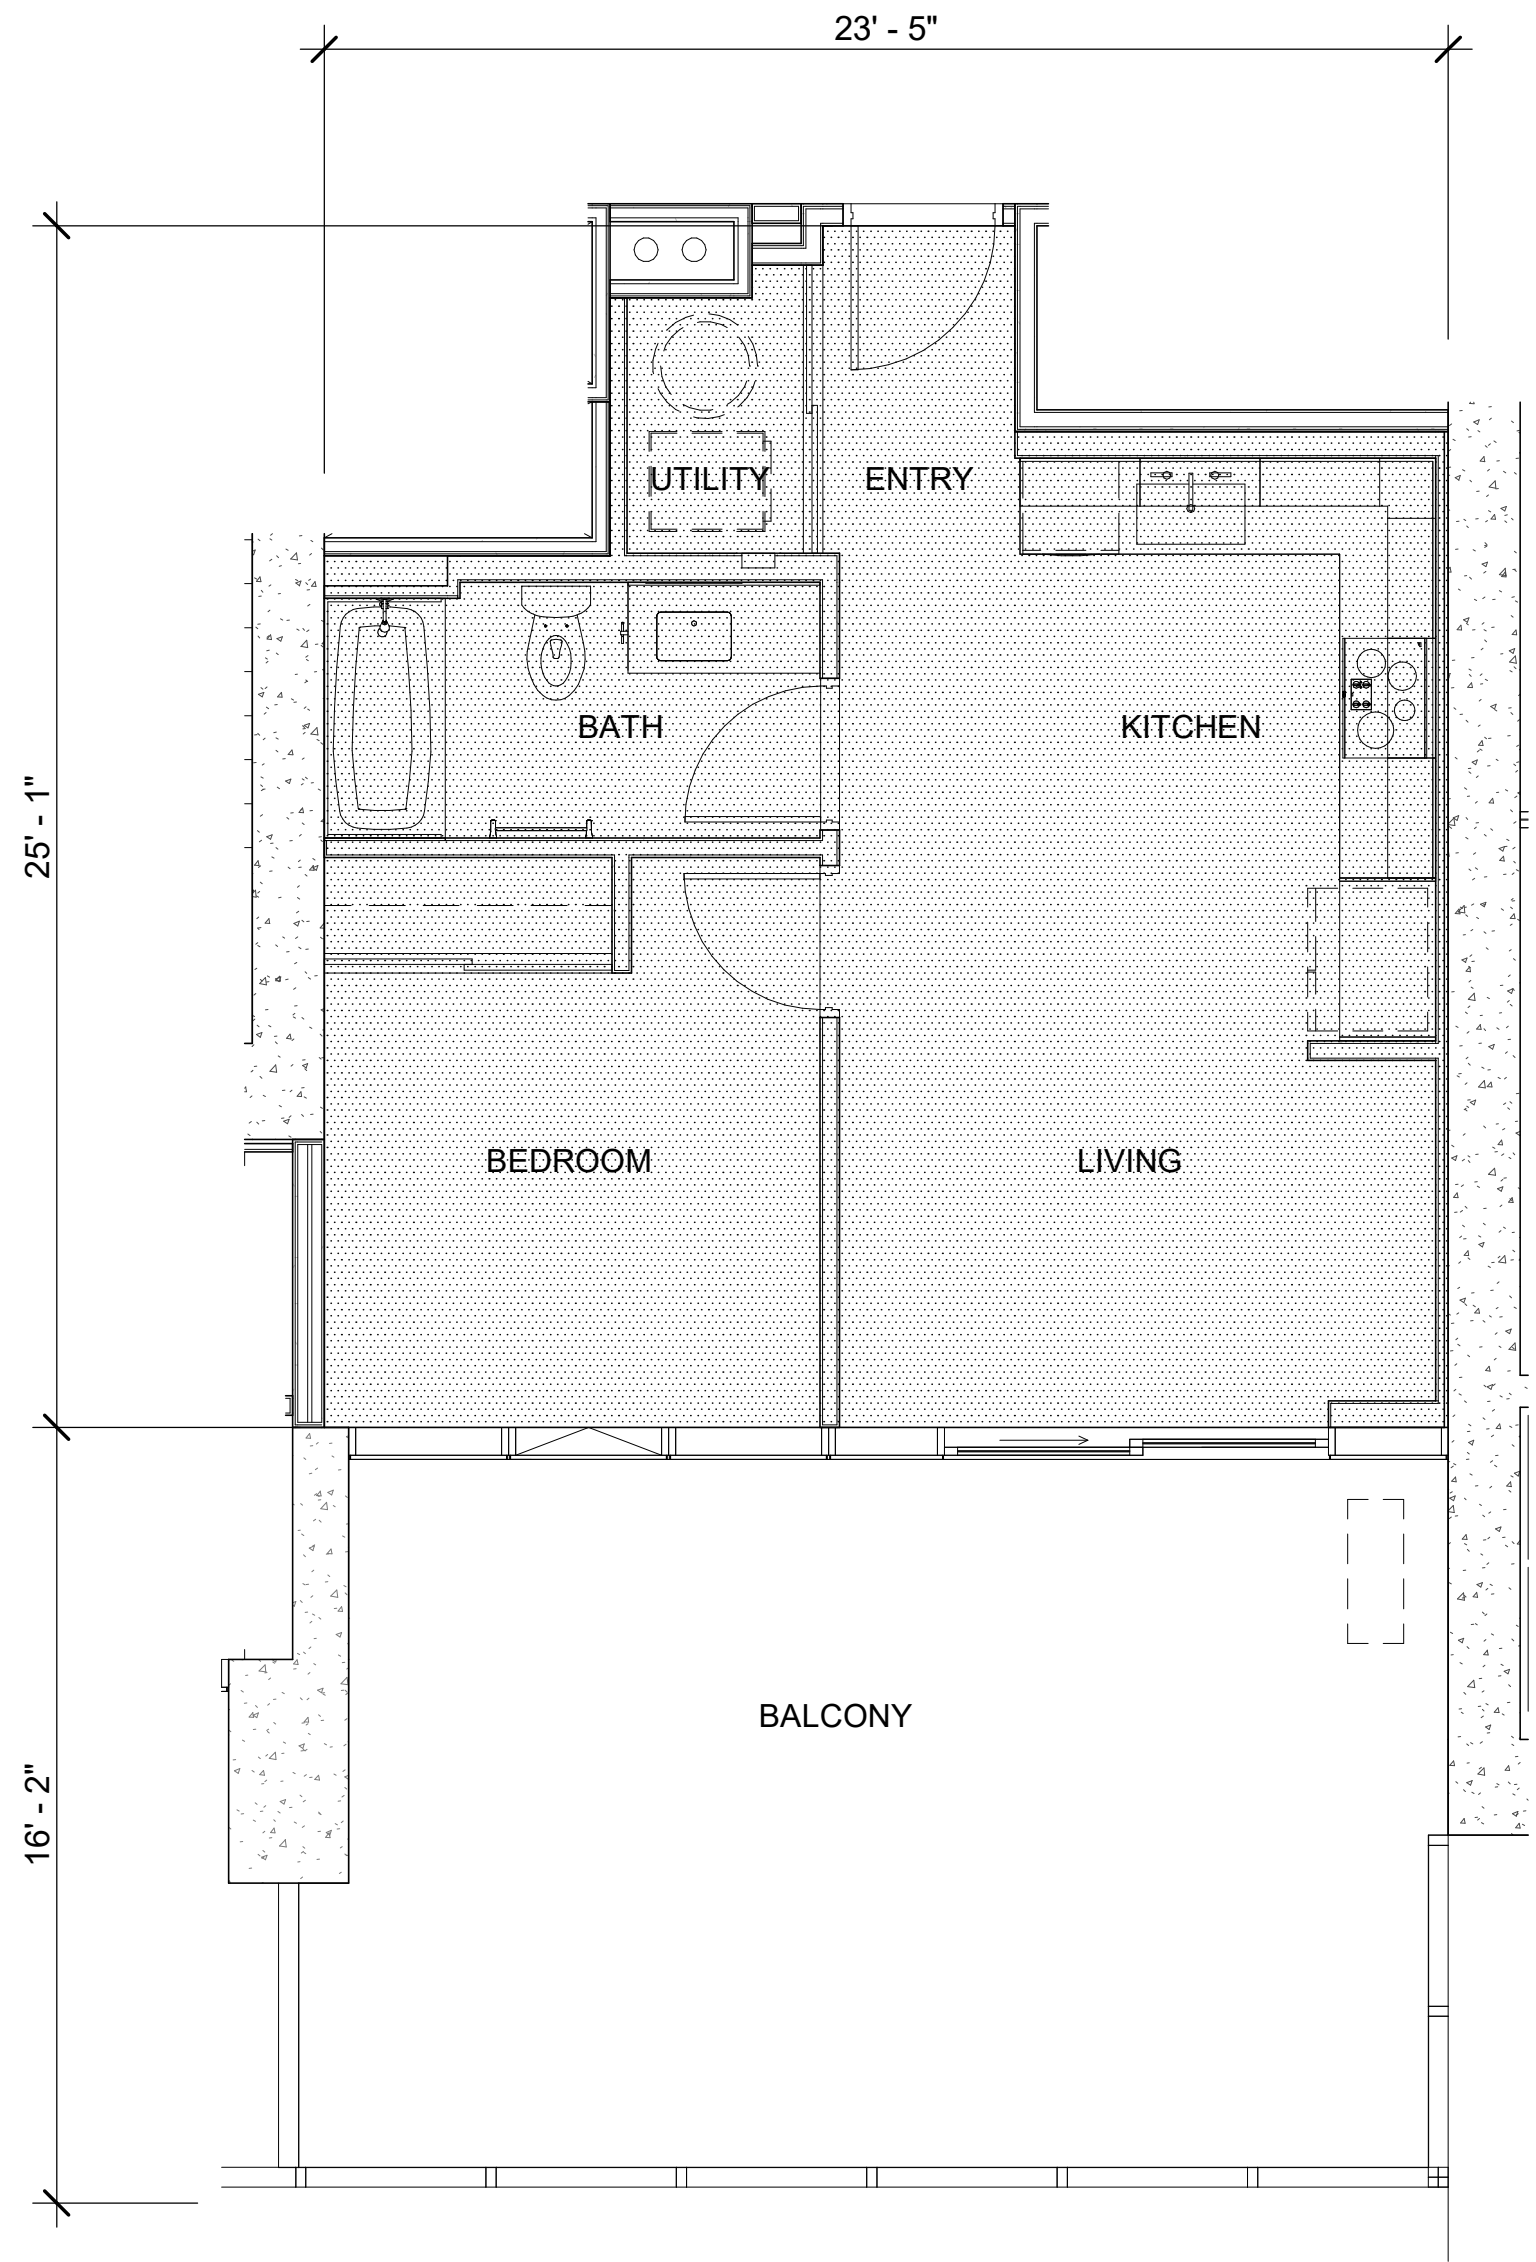 23' - 5"
UTILITY
ENTRY
BATH
KITCHEN
25' - 1"
BEDROOM
LIVING
BALCONY
16' - 2"